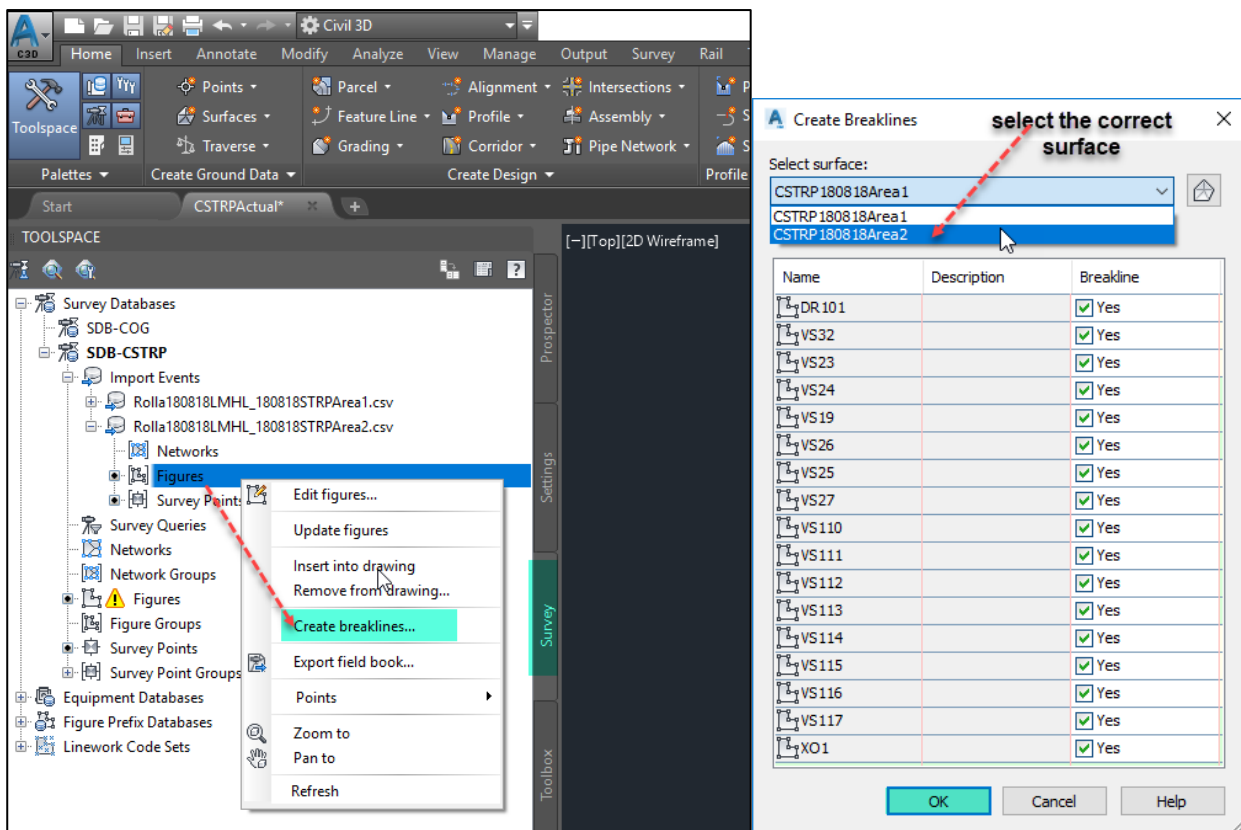 C3D
Civil 3D
Home Insert Annotate Modify Analyze View Manage Output Survey Rail
Toolspace
Points Parcel Alignment Intersections P
Surfaces Feature Line Profile Assembly S
Traverse Grading Corridor Pipe Network S
Palettes Create Ground Data Create Design Profile
Start CSTRPActual* +
TOOLSPACE
[−][Top][2D Wireframe]
Survey Databases
SDB-COG
SDB-CSTRP
Import Events
Rolla180818LMHL_180818STRPArea1.csv
Rolla180818LMHL_180818STRPArea2.csv
Networks
Figures
Survey Points
Survey Queries
Networks
Network Groups
Figures
Figure Groups
Survey Points
Survey Point Groups
Equipment Databases
Figure Prefix Databases
Linework Code Sets
Edit figures...
Update figures
Insert into drawing
Remove from drawing...
Create breaklines...
Export field book...
Points
Zoom to
Pan to
Refresh
Prospector
Settings
Survey
Toolbox
Create Breaklines
select the correct
surface
Select surface:
CSTRP180818Area1
CSTRP180818Area1
CSTRP180818Area2
Name Description Breakline
DR101 Yes
VS32 Yes
VS23 Yes
VS24 Yes
VS19 Yes
VS26 Yes
VS25 Yes
VS27 Yes
VS110 Yes
VS111 Yes
VS112 Yes
VS113 Yes
VS114 Yes
VS115 Yes
VS116 Yes
VS117 Yes
XO1 Yes
OK Cancel Help